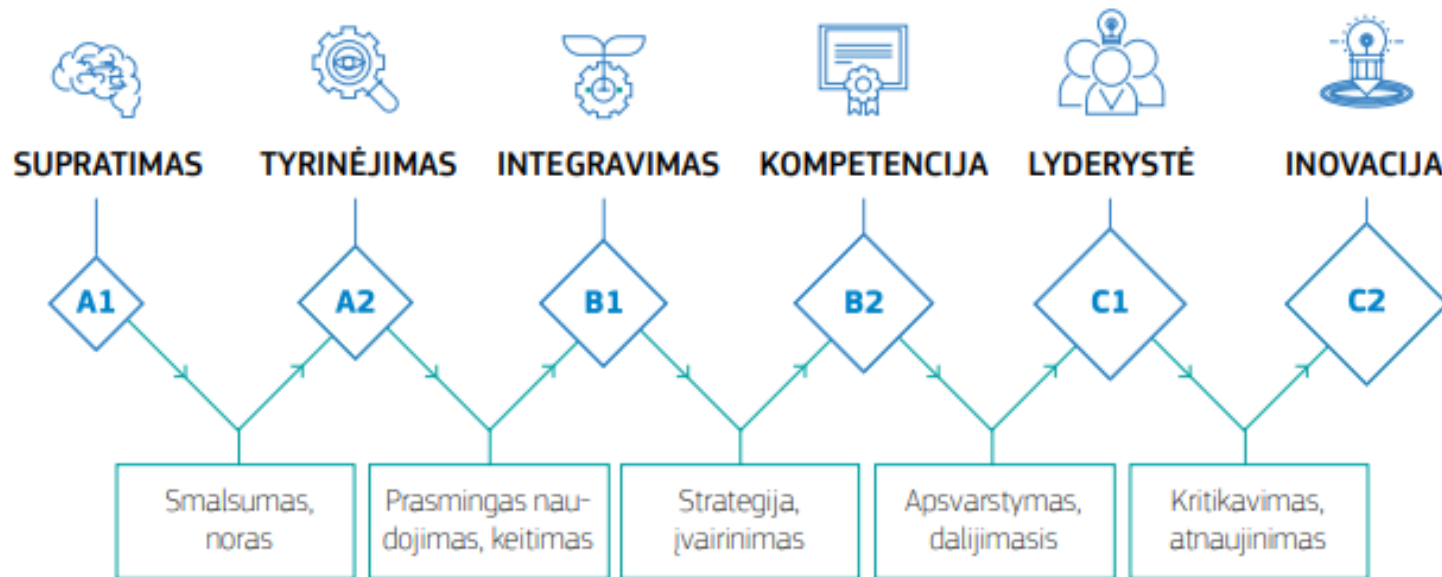 SUPRATIMAS
TYRINĖJIMAS
INTEGRAVIMAS
KOMPETENCIJA
LYDERYSTĖ
INOVACIJA
A1
A2
B1
B2
C1
C2
Smalsumas,
noras
Prasmingas nau-
dojimas, keitimas
Strategija,
įvairinimas
Apsvarstymas,
dalijimasis
Kritikavimas,
atnaujinimas